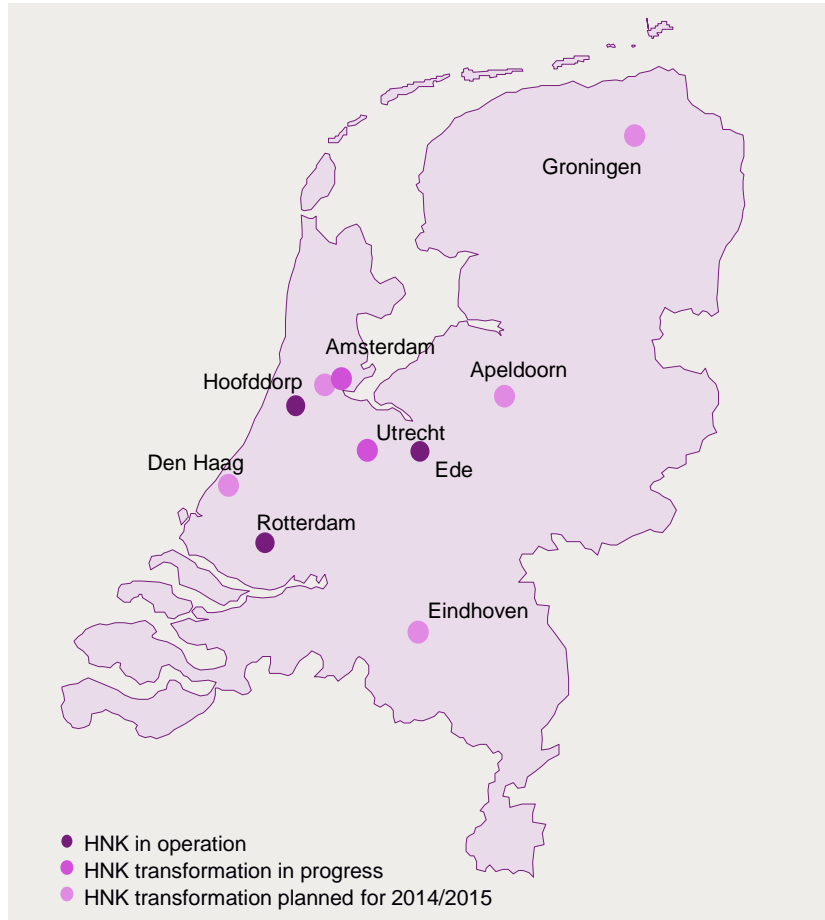 Groningen
Amsterdam
Hoofddorp
Apeldoorn
Utrecht
Den Haag
Ede
Rotterdam
Eindhoven
HNK in operation
HNK transformation in progress
HNK transformation planned for 2014/2015